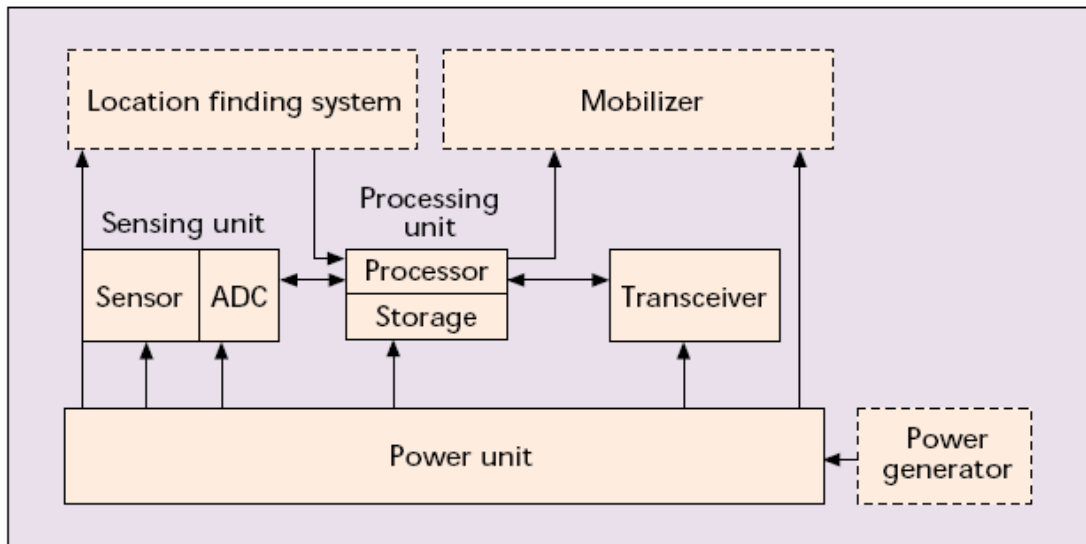 Location finding system
Mobilizer
Sensing unit
Processing
unit
Sensor
ADC
Processor
Storage
Transceiver
Power unit
Power
generator